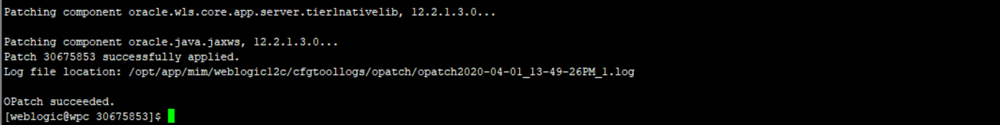 Patching component oracle.wls.core.app.server.tier1nativelib, 12.2.1.3.0...
Patching component oracle.java.jaxws, 12.2.1.3.0...
Patch 30675853 successfully applied.
Log file location: /opt/app/mim/weblogic12c/cfgtoollogs/opatch/opatch2020-04-01_13-49-26PM_1.log
OPatch succeeded.
[weblogic@wpc 30675853]$